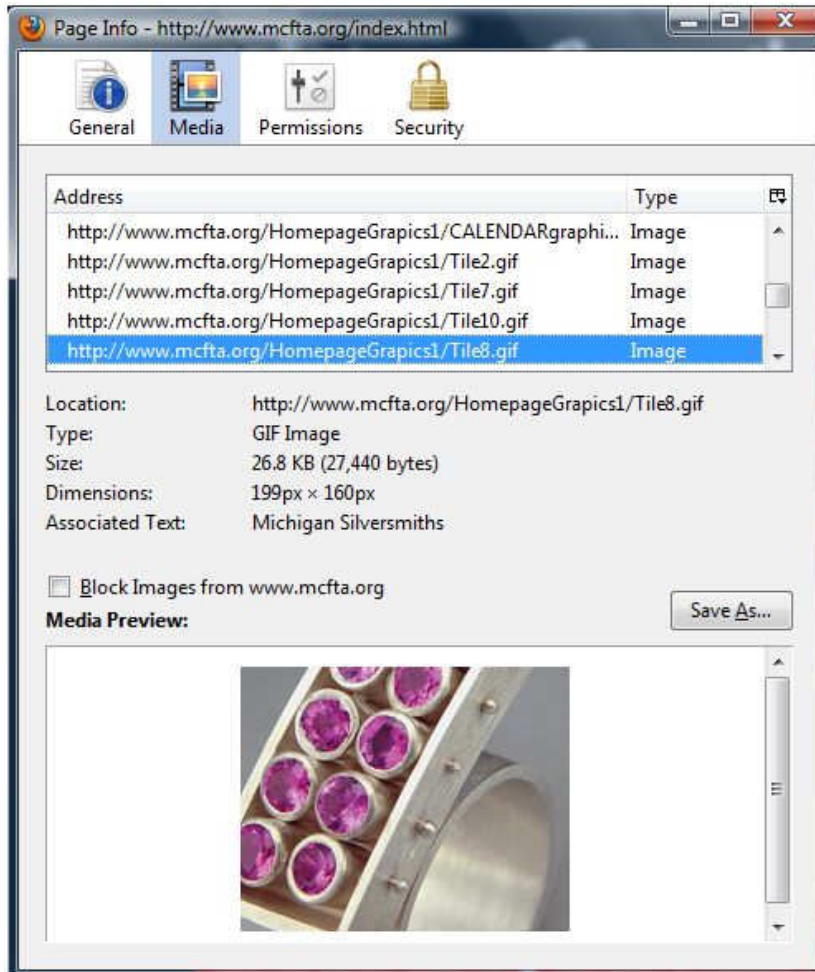 Page Info - http://www.mcfta.org/index.html
General Media Permissions Security
Address Type
http://www.mcfta.org/HomepageGrapics1/CALENDARgraphi... Image
http://www.mcfta.org/HomepageGrapics1/Tile2.gif Image
http://www.mcfta.org/HomepageGrapics1/Tile7.gif Image
http://www.mcfta.org/HomepageGrapics1/Tile10.gif Image
http://www.mcfta.org/HomepageGrapics1/Tile8.gif Image
Location: http://www.mcfta.org/HomepageGrapics1/Tile8.gif
Type: GIF Image
Size: 26.8 KB (27,440 bytes)
Dimensions: 199px × 160px
Associated Text: Michigan Silversmiths
Block Images from www.mcfta.org
Save As...
Media Preview: